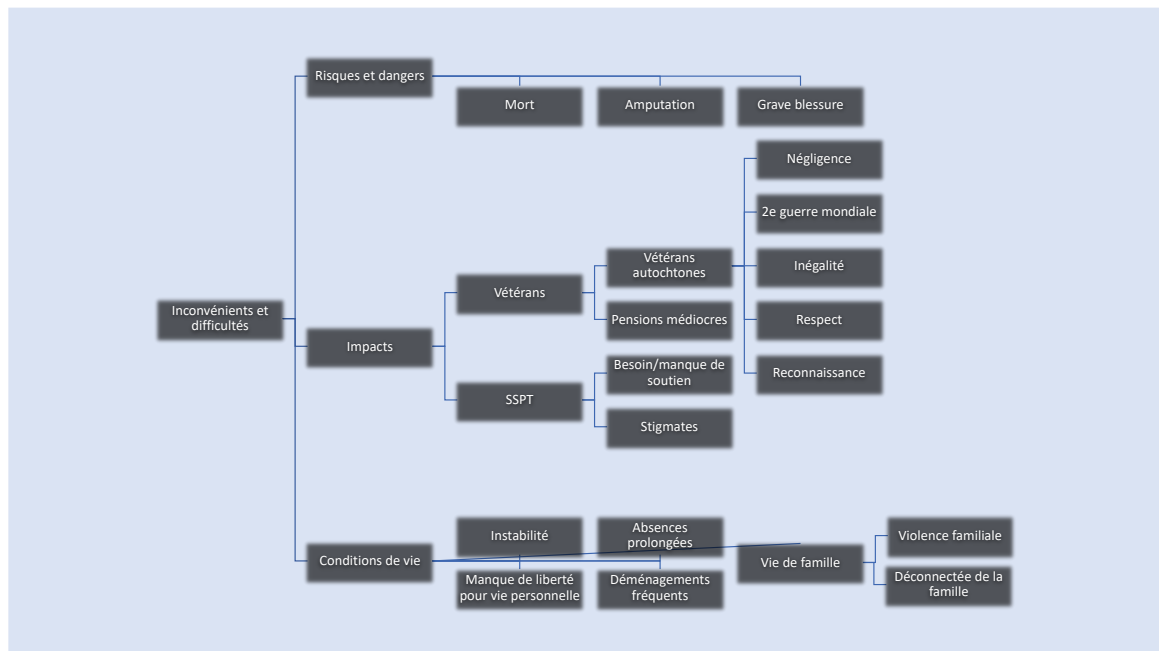 Risques et dangers
Mort
Amputation
Grave blessure
Négligence
2e guerre mondiale
Vétérans
autochtones
Inégalité
Vétérans
Inconvénients et
difficultés
Pensions médiocres
Respect
Impacts
Besoin/manque de
soutien
Reconnaissance
SSPT
Stigmates
Instabilité
Absences
prolongées
Violence familiale
Conditions de vie
Vie de famille
Manque de liberté
pour vie personnelle
Déménagements
fréquents
Déconnectée de la
famille